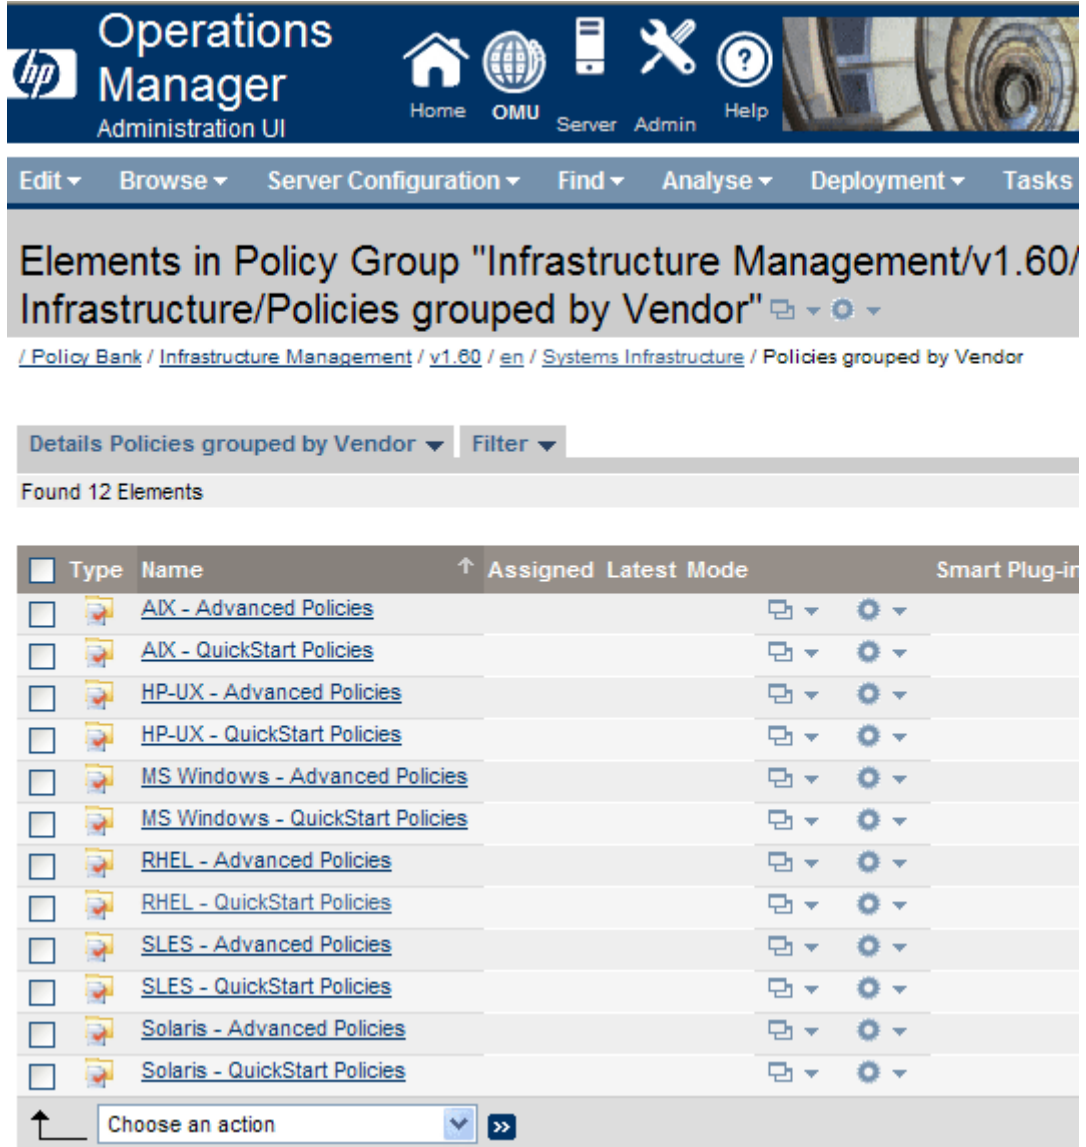 Operations
Manager
Administration UI
hp
Home OMU Server Admin Help
Edit Browse Server Configuration Find Analyse Deployment Tasks
Elements in Policy Group "Infrastructure Management/v1.60/
Infrastructure/Policies grouped by Vendor"
/ Policy Bank / Infrastructure Management / v1.60 / en / Systems Infrastructure / Policies grouped by Vendor
Details Policies grouped by Vendor Filter
Found 12 Elements
Type Name Assigned Latest Mode Smart Plug-in
AIX - Advanced Policies
AIX - QuickStart Policies
HP-UX - Advanced Policies
HP-UX - QuickStart Policies
MS Windows - Advanced Policies
MS Windows - QuickStart Policies
RHEL - Advanced Policies
RHEL - QuickStart Policies
SLES - Advanced Policies
SLES - QuickStart Policies
Solaris - Advanced Policies
Solaris - QuickStart Policies
Choose an action